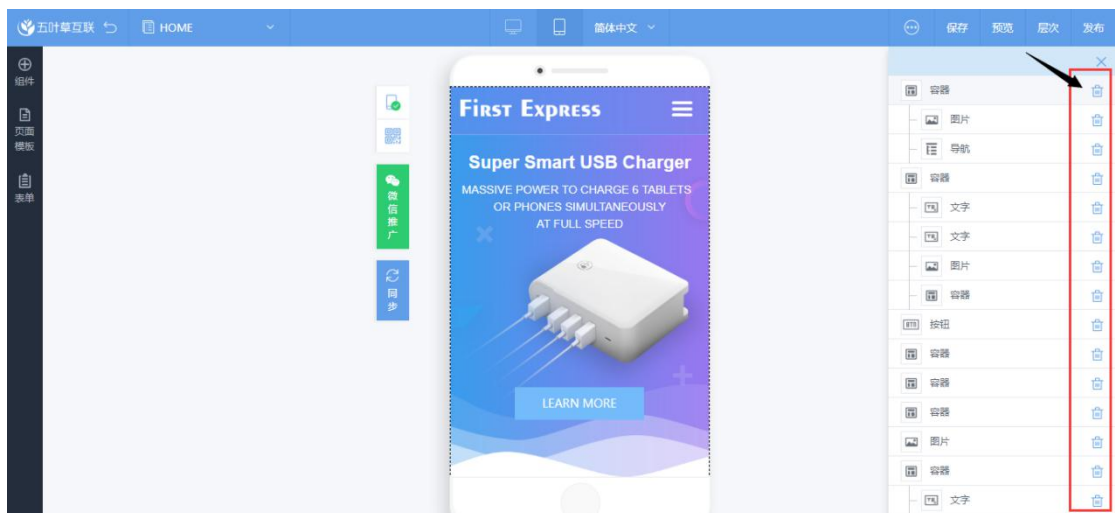 五叶草互联
HOME
简体中文
保存
预览
层次
发布
组件
页面
模板
表单
微信推广
同步
FIRST EXPRESS
Super Smart USB Charger
MASSIVE POWER TO CHARGE 6 TABLETS
OR PHONES SIMULTANEOUSLY
AT FULL SPEED
LEARN MORE
容器
图片
导航
容器
文字
文字
图片
容器
按钮
容器
容器
容器
图片
容器
文字